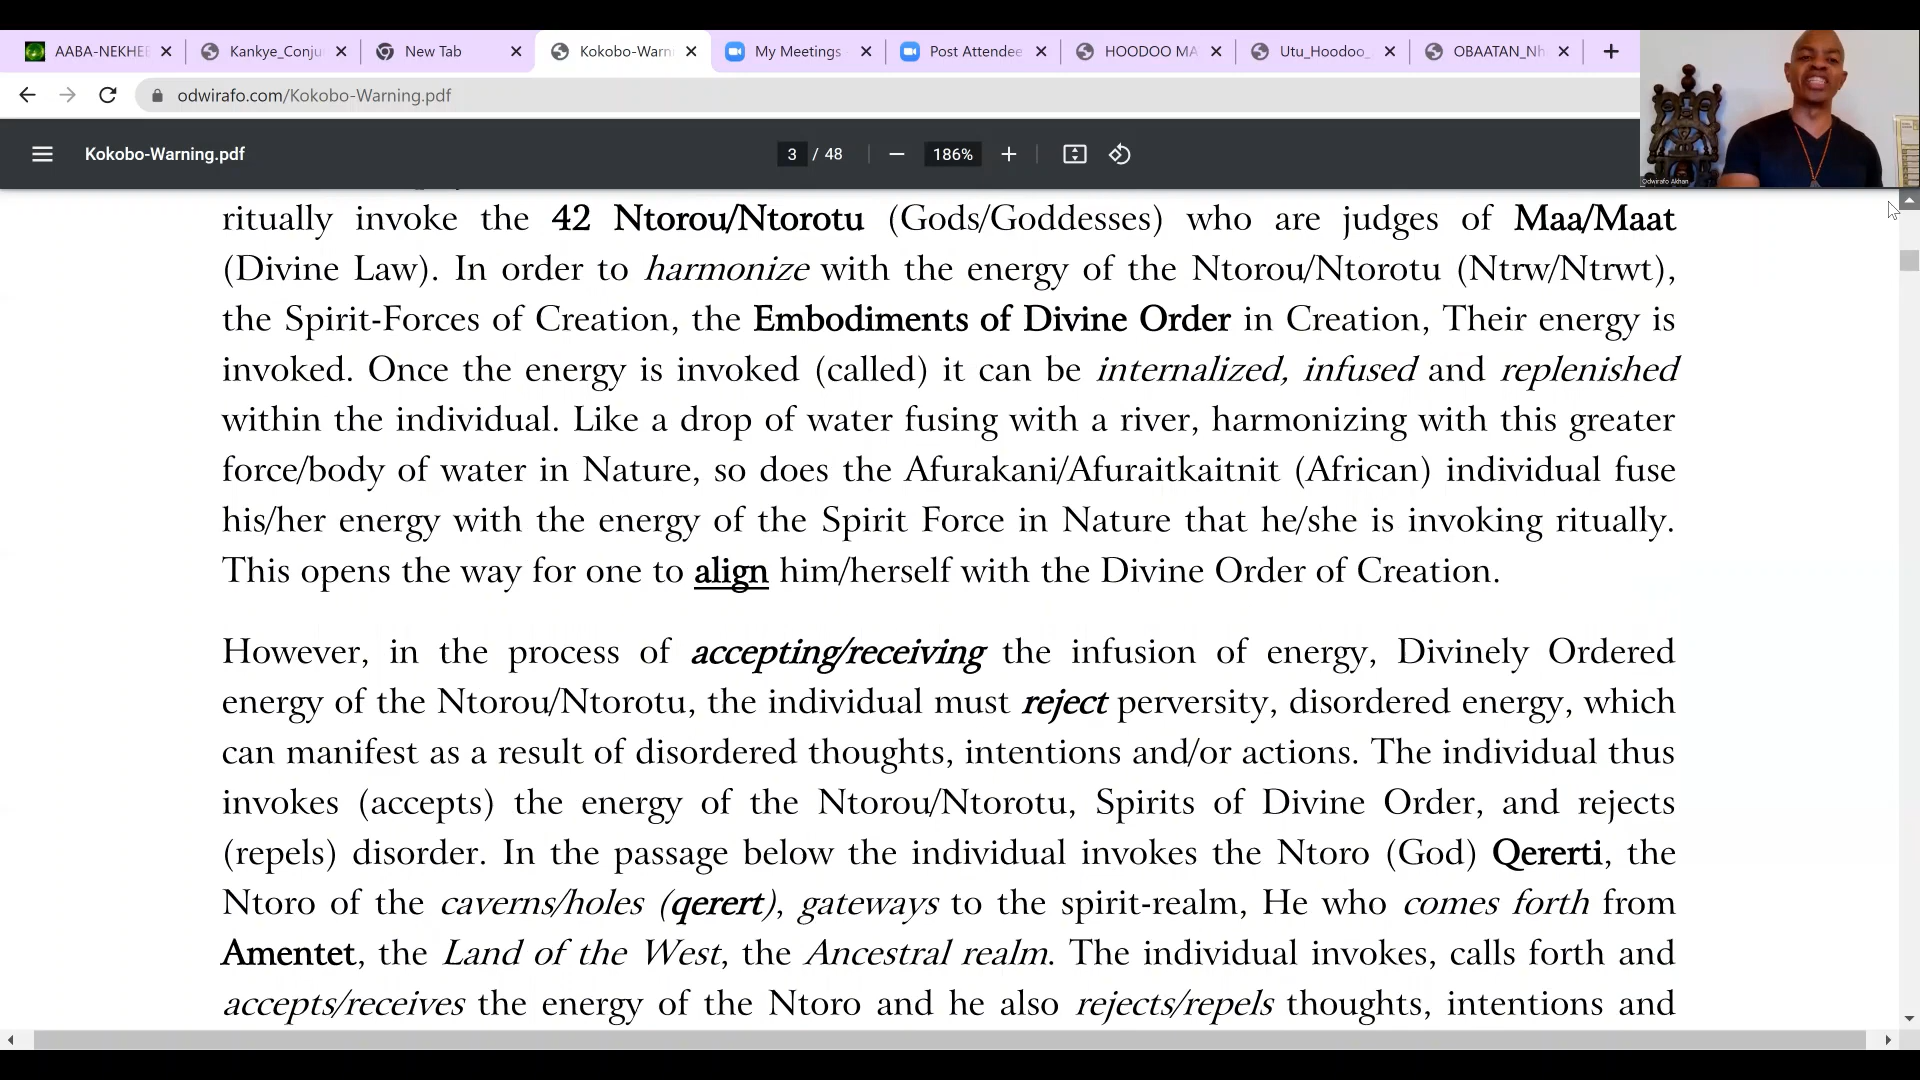 AABA-NEKHEB
Kankye_Conju
New Tab
Kokobo-Warn
My Meetings
Post Attendee
HOODOO MA
Utu_Hoodoo_
OBAATAN_Nh
odwirafo.com/Kokobo-Warning.pdf
Kokobo-Warning.pdf
3 / 48
186%
Odwirafo Akhan
ritually invoke the 42 Ntorou/Ntorotu (Gods/Goddesses) who are judges of Maa/Maat
(Divine Law). In order to harmonize with the energy of the Ntorou/Ntorotu (Ntrw/Ntrwt),
the Spirit-Forces of Creation, the Embodiments of Divine Order in Creation, Their energy is
invoked. Once the energy is invoked (called) it can be internalized, infused and replenished
within the individual. Like a drop of water fusing with a river, harmonizing with this greater
force/body of water in Nature, so does the Afurakani/Afuraitkaitnit (African) individual fuse
his/her energy with the energy of the Spirit Force in Nature that he/she is invoking ritually.
This opens the way for one to align him/herself with the Divine Order of Creation.
However, in the process of accepting/receiving the infusion of energy, Divinely Ordered
energy of the Ntorou/Ntorotu, the individual must reject perversity, disordered energy, which
can manifest as a result of disordered thoughts, intentions and/or actions. The individual thus
invokes (accepts) the energy of the Ntorou/Ntorotu, Spirits of Divine Order, and rejects
(repels) disorder. In the passage below the individual invokes the Ntoro (God) Qererti, the
Ntoro of the caverns/holes (qerert), gateways to the spirit-realm, He who comes forth from
Amentet, the Land of the West, the Ancestral realm. The individual invokes, calls forth and
accepts/receives the energy of the Ntoro and he also rejects/repels thoughts, intentions and